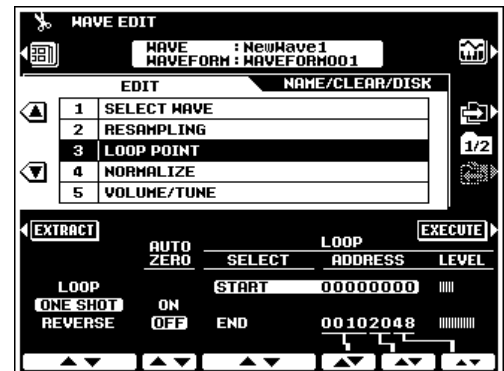 WAVE EDIT
WAVE : NewWave1
WAVEFORM : WAVEFORM001
EDIT NAME/CLEAR/DISK
1 SELECT WAVE
2 RESAMPLING
3 LOOP POINT
1/2
4 NORMALIZE
5 VOLUME/TUNE
EXTRACT EXECUTE
AUTO ZERO LOOP
SELECT ADDRESS LEVEL
LOOP START 00000000
ONE SHOT ON
REVERSE OFF END 00102048